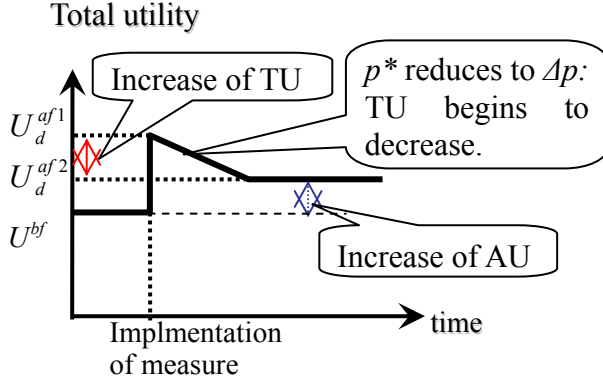 Total utility
Increase of TU
p* reduces to Δp:
TU begins to
decrease.
U_d^{af1}
U_d^{af2}
U^{bf}
Increase of AU
time
Implmentation
of measure